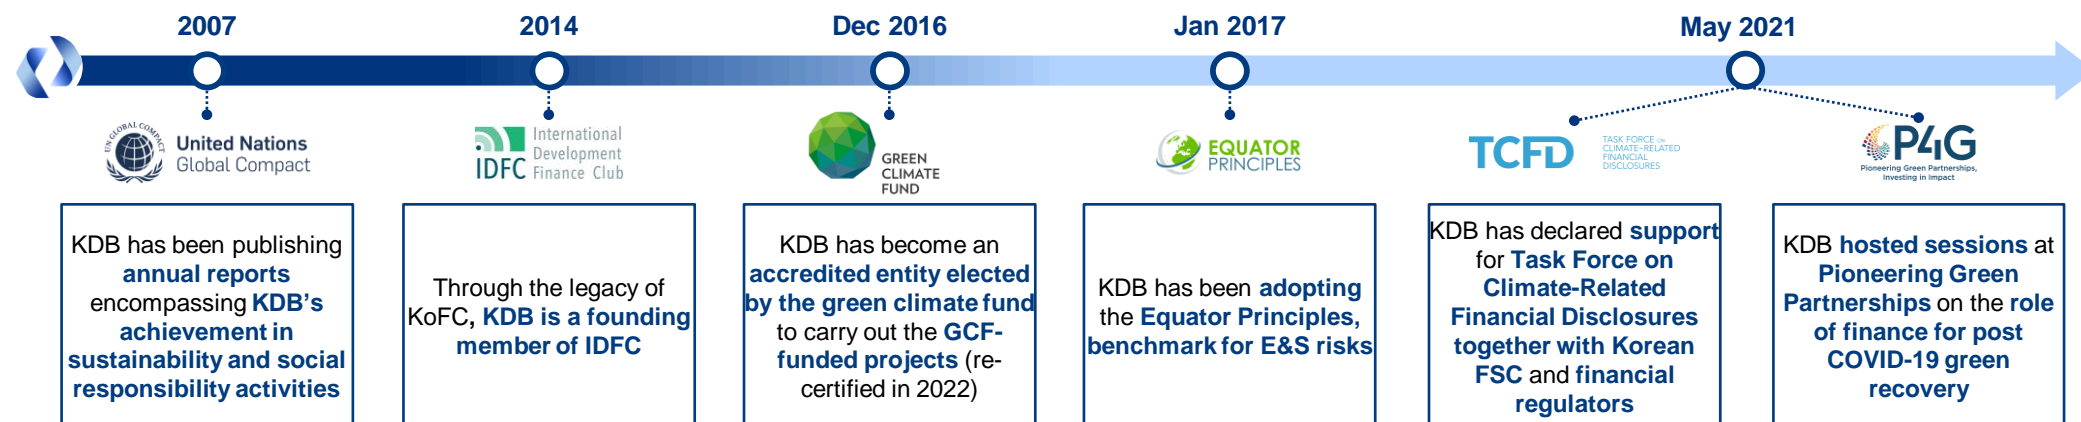 2007
2014
Dec 2016
Jan 2017
May 2021
UN GLOBAL COMPACT
United Nations
Global Compact
IDFC
International
Development
Finance Club
GREEN
CLIMATE
FUND
EQUATOR
PRINCIPLES
TCFD
TASK FORCE ON
CLIMATE-RELATED
FINANCIAL
DISCLOSURES
P4G
Pioneering Green Partnerships,
Investing in Impact
KDB has been publishing
annual reports
encompassing KDB's
achievement in
sustainability and social
responsibility activities
Through the legacy of
KoFC, KDB is a founding
member of IDFC
KDB has become an
accredited entity elected
by the green climate fund
to carry out the GCF-
funded projects (re-
certified in 2022)
KDB has been adopting
the Equator Principles,
benchmark for E&S risks
KDB has declared support
for Task Force on
Climate-Related
Financial Disclosures
together with Korean
FSC and financial
regulators
KDB hosted sessions at
Pioneering Green
Partnerships on the role
of finance for post
COVID-19 green
recovery